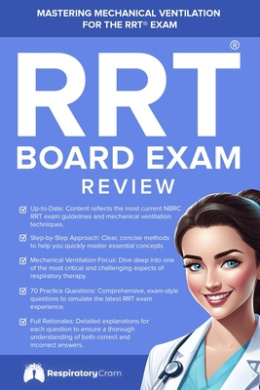 MASTERING MECHANICAL VENTILATION
FOR THE RRT® EXAM
RRT®
BOARD EXAM
REVIEW
Up-to-Date: Content reflects the most current NBRC
RRT exam guidelines and mechanical ventilation
techniques.
Step-by-Step Approach: Clear, concise methods
to help you quickly master essential concepts.
Mechanical Ventilation Focus: Dive deep into one
of the most critical and challenging aspects of
respiratory therapy.
70 Practice Questions: Comprehensive, exam-style
questions to simulate the latest RRT exam
experience.
Full Rationales: Detailed explanations for
each question to ensure a thorough
understanding of both correct and
incorrect answers.
RespiratoryCram